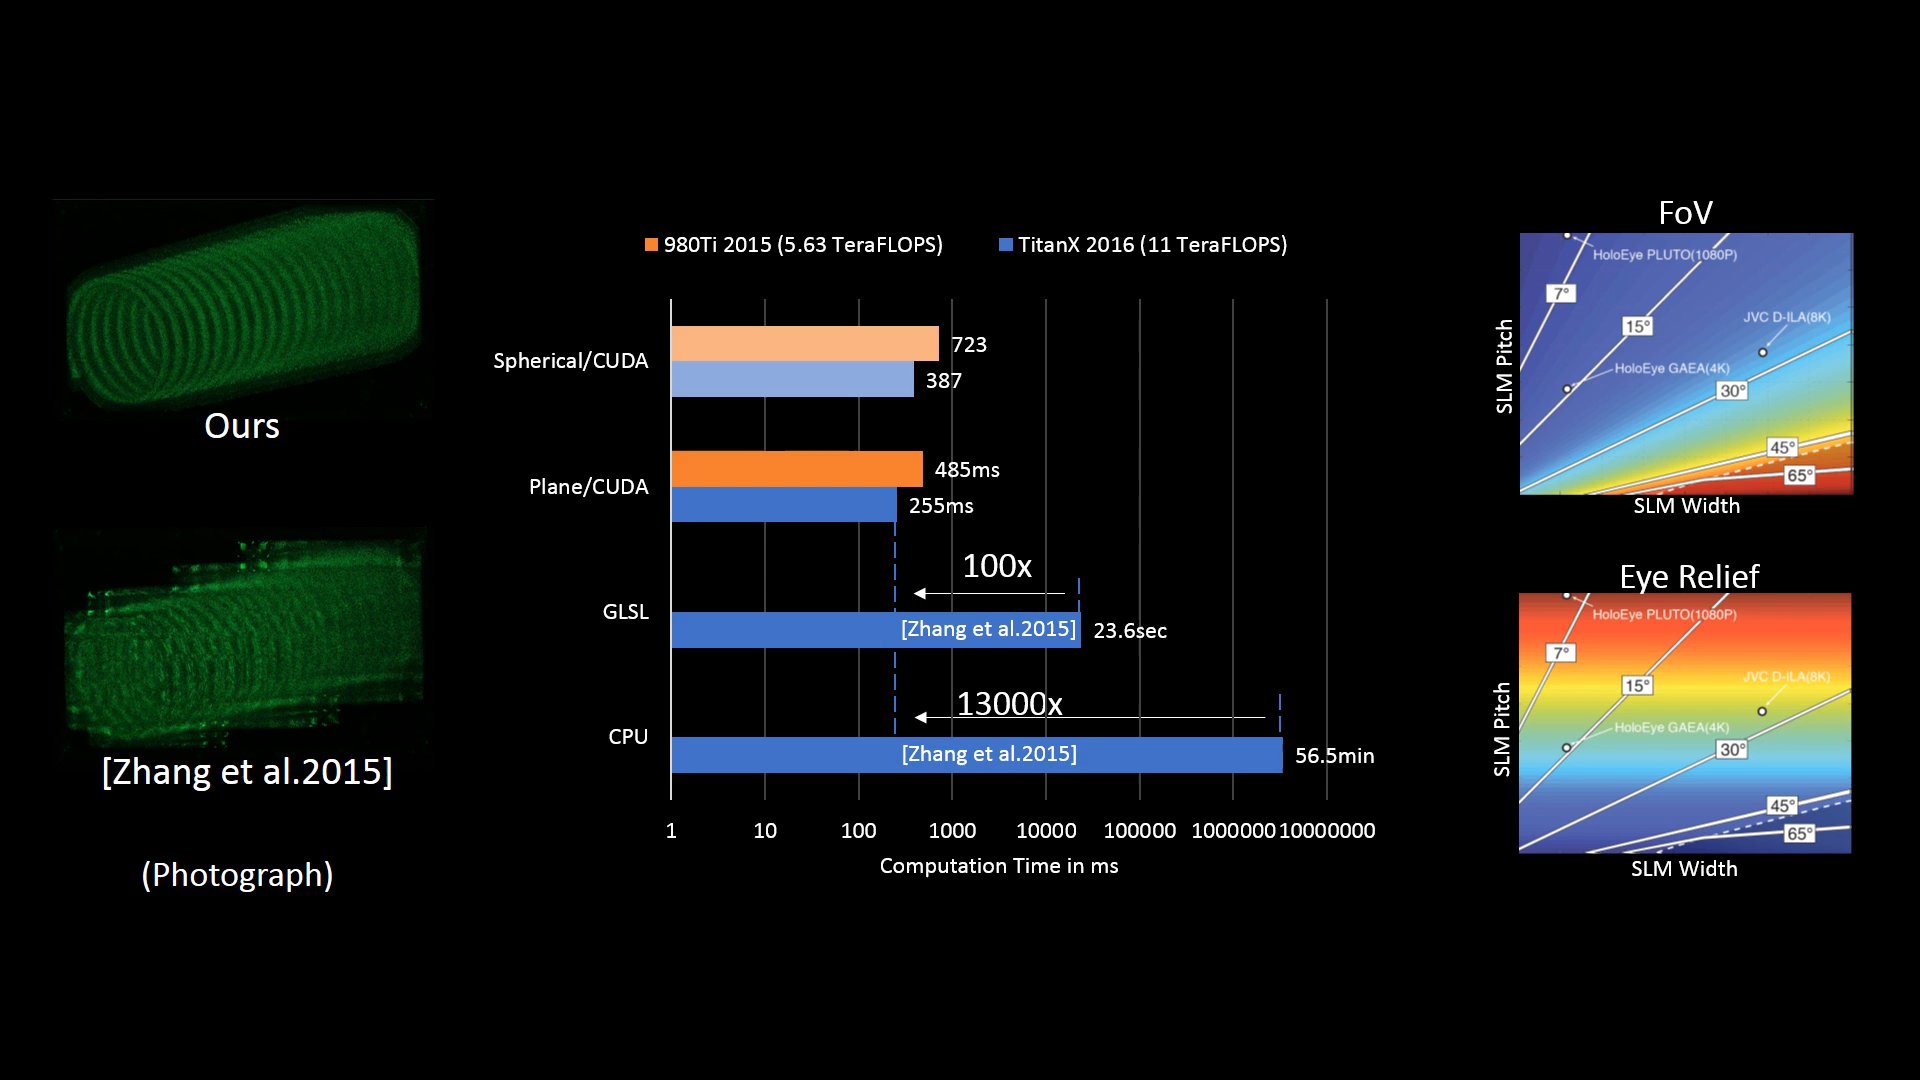 Ours
[Zhang et al.2015]
(Photograph)
980Ti 2015 (5.63 TeraFLOPS)
TitanX 2016 (11 TeraFLOPS)
Spherical/CUDA
723
387
Plane/CUDA
485ms
255ms
100x
GLSL
[Zhang et al.2015]
23.6sec
13000x
CPU
[Zhang et al.2015]
56.5min
1 10 100 1000 10000 100000 1000000 10000000
Computation Time in ms
FoV
HoloEye PLUTO(1080P)
7°
15°
JVC D-ILA(8K)
HoloEye GAEA(4K)
30°
45°
65°
SLM Pitch
SLM Width
Eye Relief
HoloEye PLUTO(1080P)
7°
15°
JVC D-ILA(8K)
HoloEye GAEA(4K)
30°
45°
65°
SLM Pitch
SLM Width